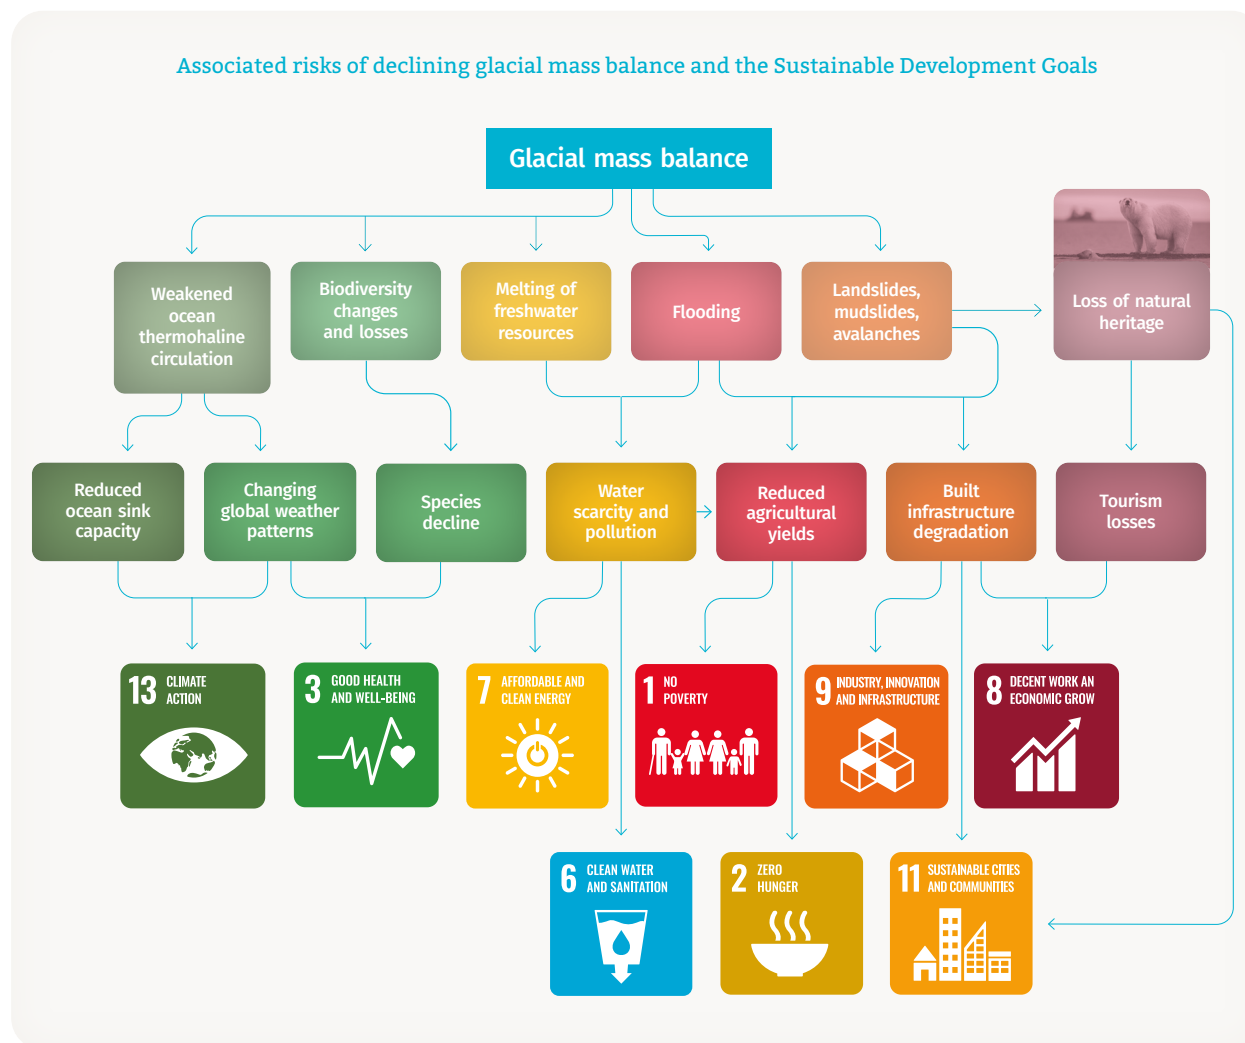 Associated risks of declining glacial mass balance and the Sustainable Development Goals
Glacial mass balance
Weakened
ocean
thermohaline
circulation
Biodiversity
changes
and losses
Melting of
freshwater
resources
Flooding
Landslides,
mudslides,
avalanches
Loss of natural
heritage
Reduced
ocean sink
capacity
Changing
global weather
patterns
Species
decline
Water
scarcity and
pollution
Reduced
agricultural
yields
Built
infrastructure
degradation
Tourism
losses
13 CLIMATE
ACTION
3 GOOD HEALTH
AND WELL-BEING
7 AFFORDABLE AND
CLEAN ENERGY
1 NO
POVERTY
9 INDUSTRY, INNOVATION
AND INFRASTRUCTURE
8 DECENT WORK AN
ECONOMIC GROW
6 CLEAN WATER
AND SANITATION
2 ZERO
HUNGER
11 SUSTAINABLE CITIES
AND COMMUNITIES